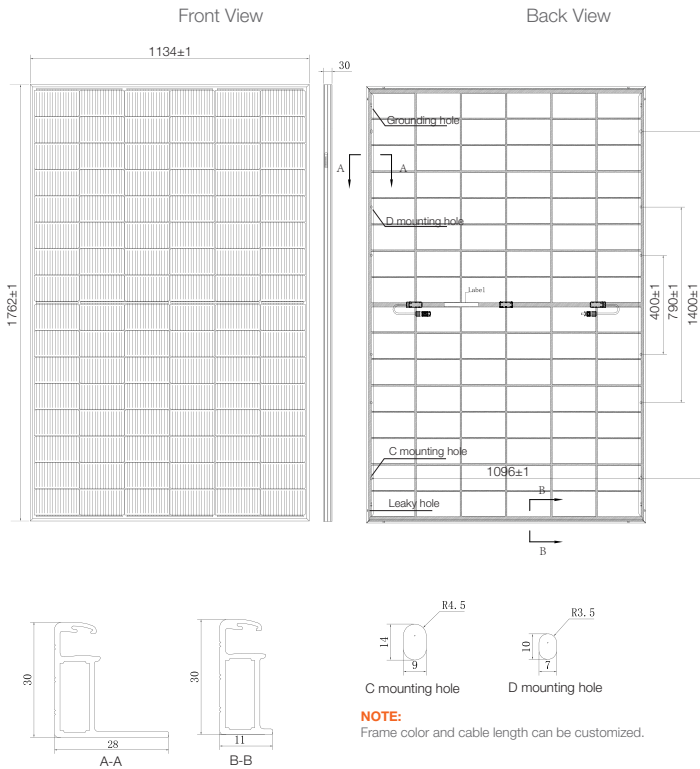 Front View
Back View
1134±1
30
1762±1
Grounding hole
A
A
D mounting hole
Label
400±1
790±1
1400±1
C mounting hole
1096±1
B
Leaky hole
B
30
28
A-A
30
11
B-B
R4.5
14
9
C mounting hole
R3.5
10
7
D mounting hole
NOTE:
Frame color and cable length can be customized.